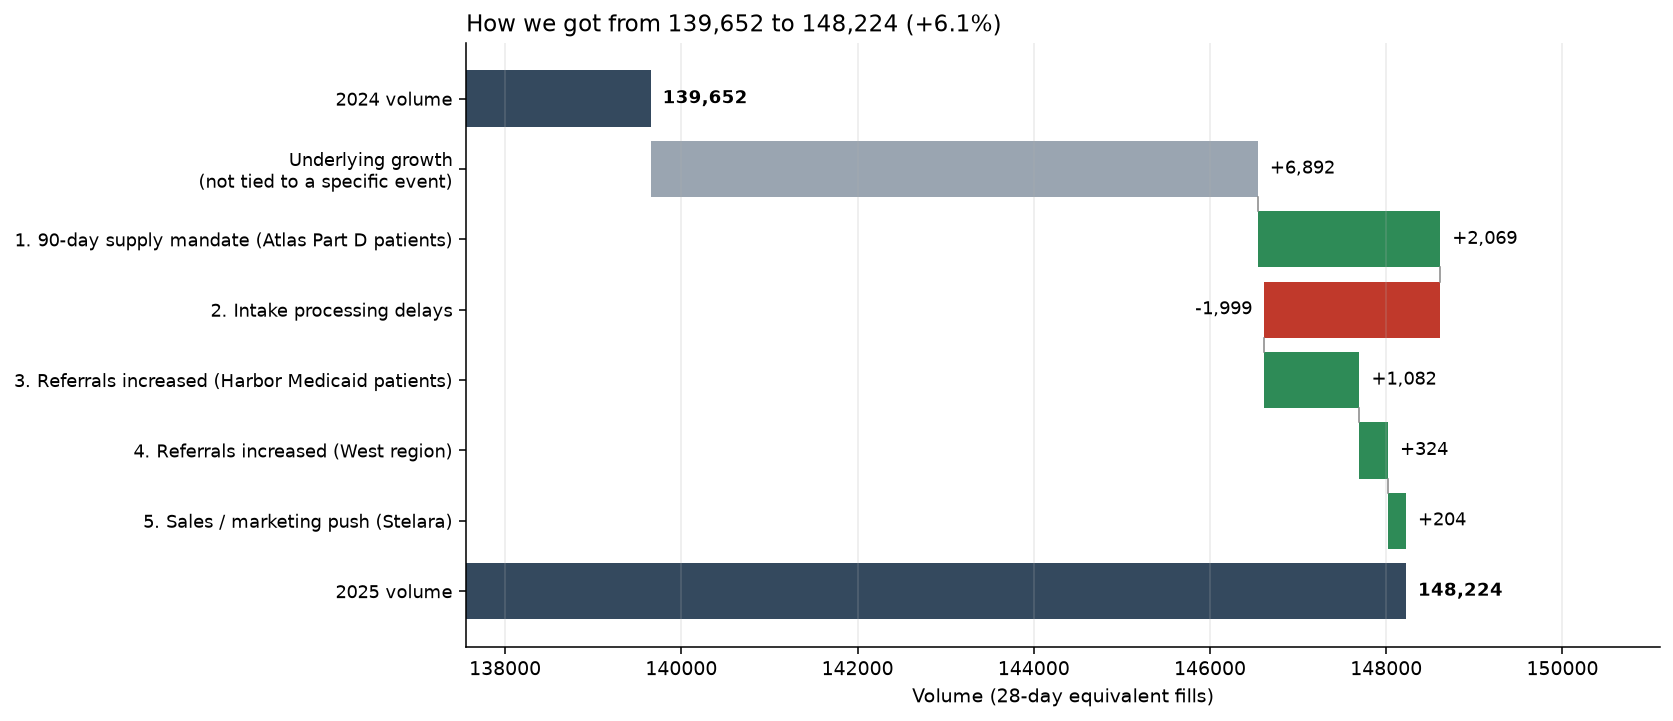 How we got from 139,652 to 148,224 (+6.1%)
2024 volume
139,652
Underlying growth
(not tied to a specific event)
+6,892
1. 90-day supply mandate (Atlas Part D patients)
+2,069
2. Intake processing delays
-1,999
3. Referrals increased (Harbor Medicaid patients)
+1,082
4. Referrals increased (West region)
+324
5. Sales / marketing push (Stelara)
+204
2025 volume
148,224
138000 140000 142000 144000 146000 148000 150000
Volume (28-day equivalent fills)